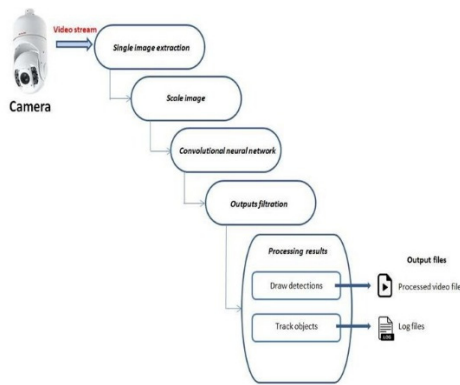 Video stream
Single image extraction
Camera
Scale image
Convolutional neural network
Outputs filtration
Processing results
Output files
Draw detections
Processed video file
Track objects
Log files
LOG